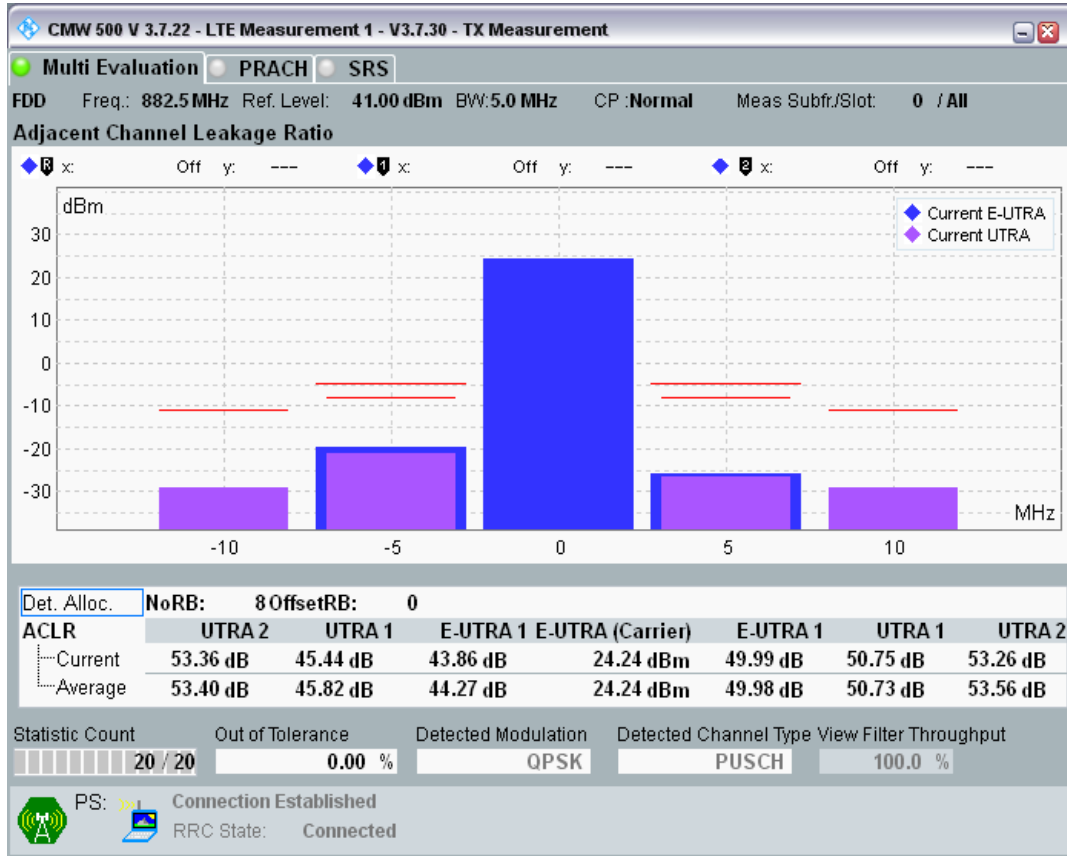 CMW 500 V 3.7.22 - LTE Measurement 1 - V3.7.30 - TX Measurement
Multi Evaluation PRACH SRS
FDD Freq.: 882.5 MHz Ref. Level: 41.00 dBm BW: 5.0 MHz CP : Normal Meas Subfr./Slot: 0 / All
Adjacent Channel Leakage Ratio
R x: Off y: --- 1 x: Off y: --- 2 x: Off y: ---
dBm
Current E-UTRA
Current UTRA
30
20
10
0
-10
-20
-30
MHz
-10 -5 0 5 10
Det. Alloc. NoRB: 8 OffsetRB: 0
ACLR UTRA 2 UTRA 1 E-UTRA 1 E-UTRA (Carrier) E-UTRA 1 UTRA 1 UTRA 2
Current 53.36 dB 45.44 dB 43.86 dB 24.24 dBm 49.99 dB 50.75 dB 53.26 dB
Average 53.40 dB 45.82 dB 44.27 dB 24.24 dBm 49.98 dB 50.73 dB 53.56 dB
Statistic Count Out of Tolerance Detected Modulation Detected Channel Type View Filter Throughput
20 / 20 0.00 % QPSK PUSCH 100.0 %
PS: Connection Established
RRC State: Connected